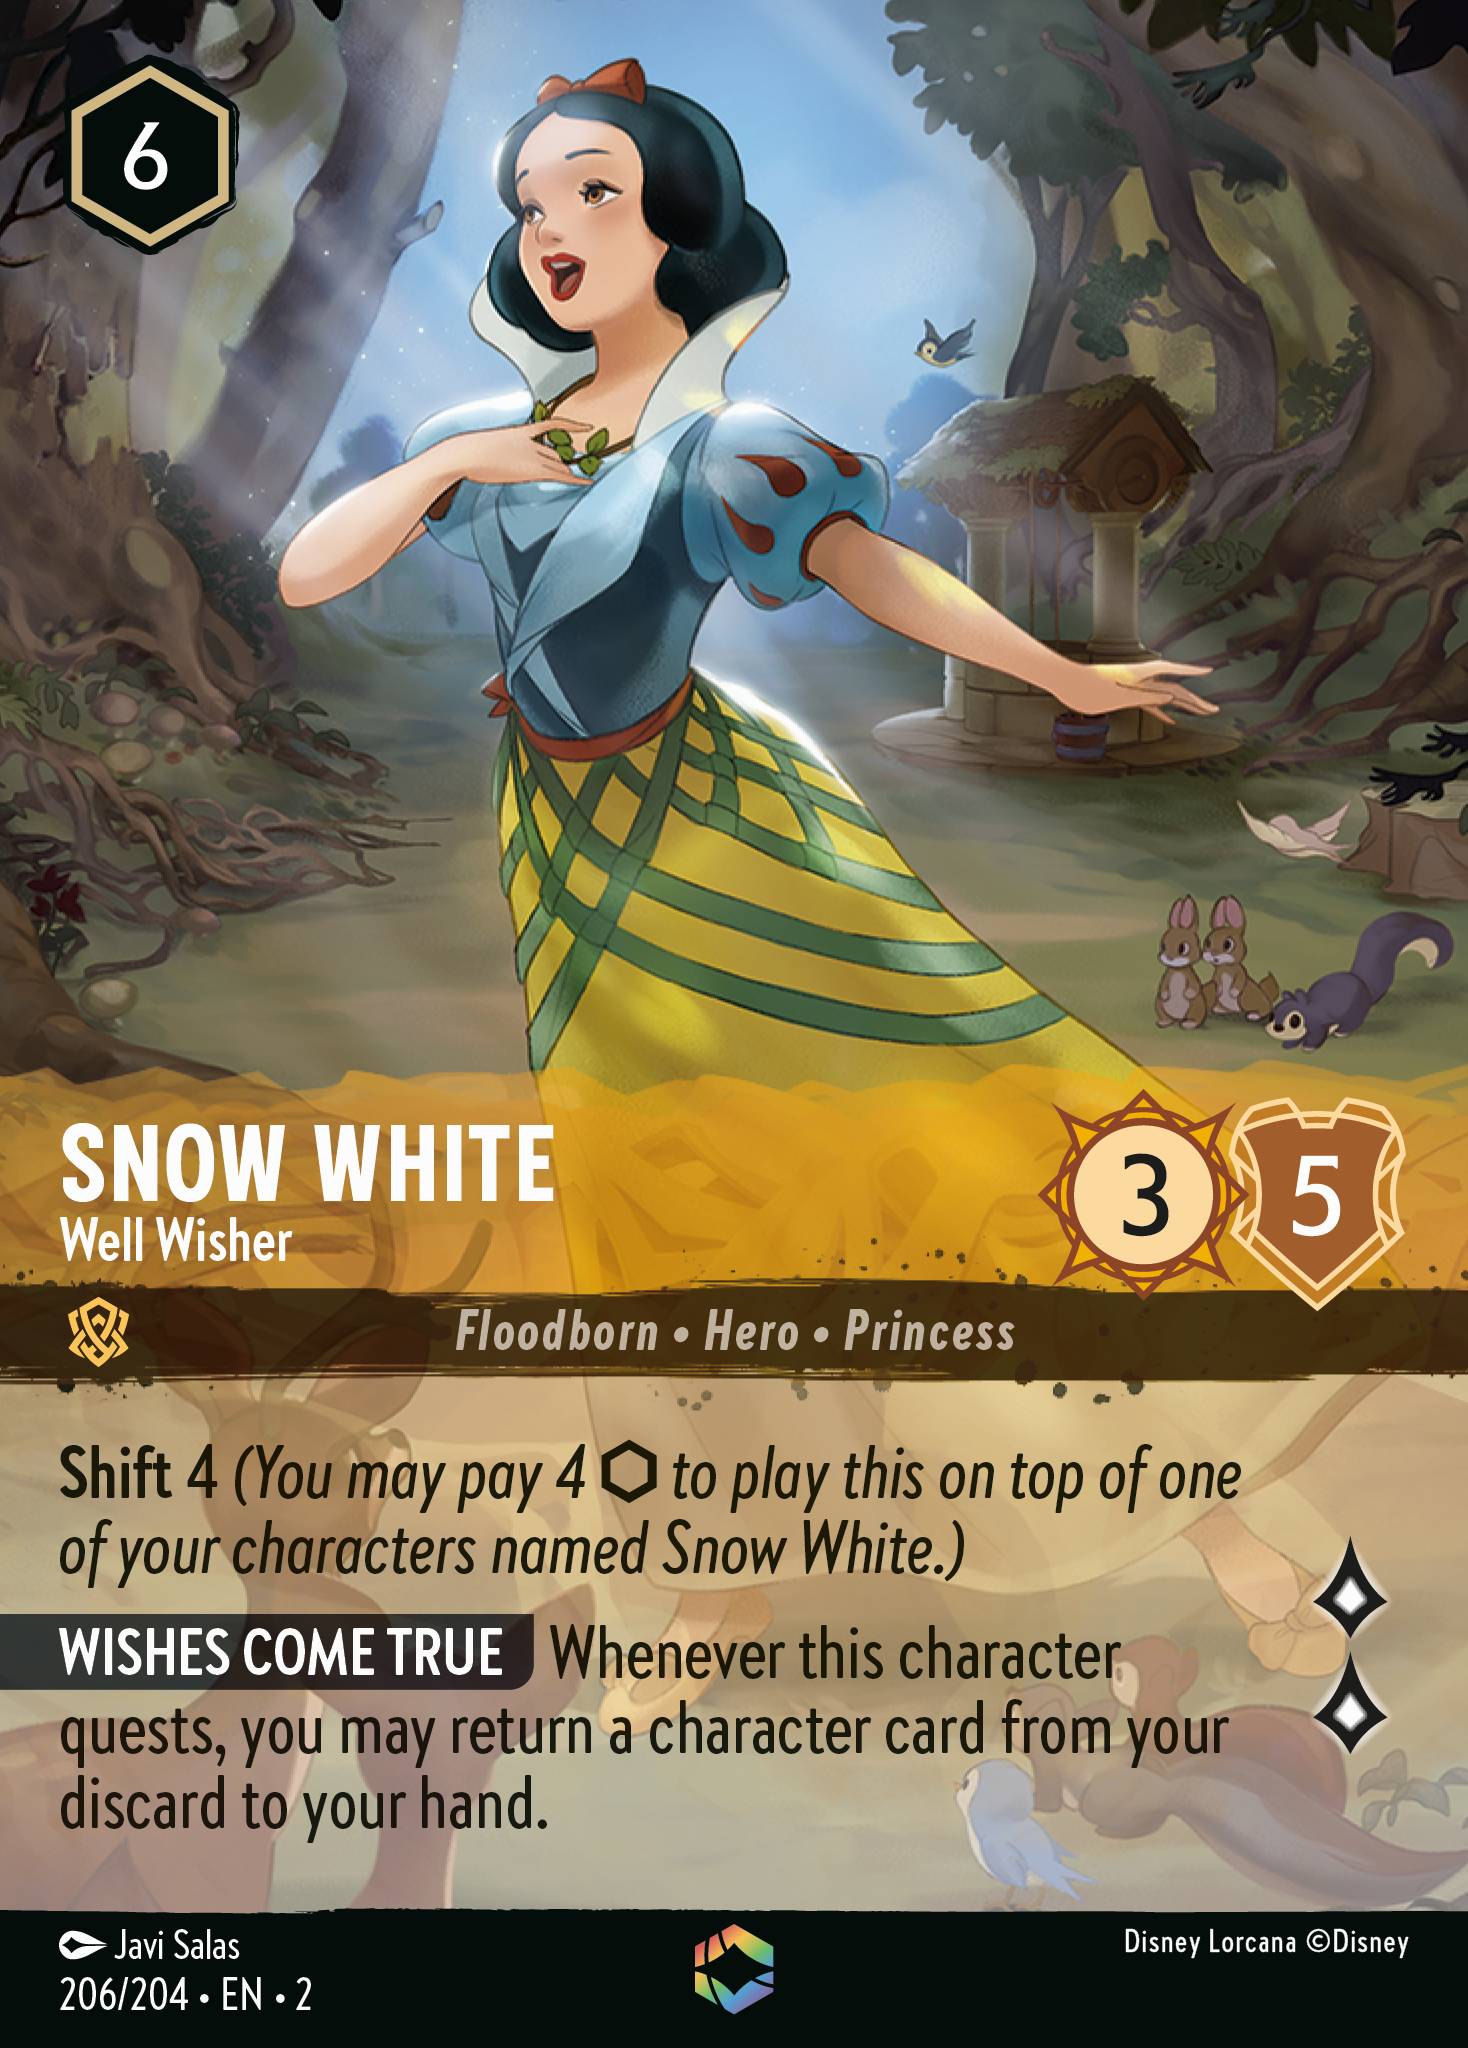 6
SNOW WHITE
Well Wisher
3 5
Floodborn • Hero • Princess
Shift 4 (You may pay 4 ⬡ to play this on top of one
of your characters named Snow White.)
WISHES COME TRUE Whenever this character
quests, you may return a character card from your
discard to your hand.
Javi Salas
206/204 • EN • 2
Disney Lorcana ©Disney